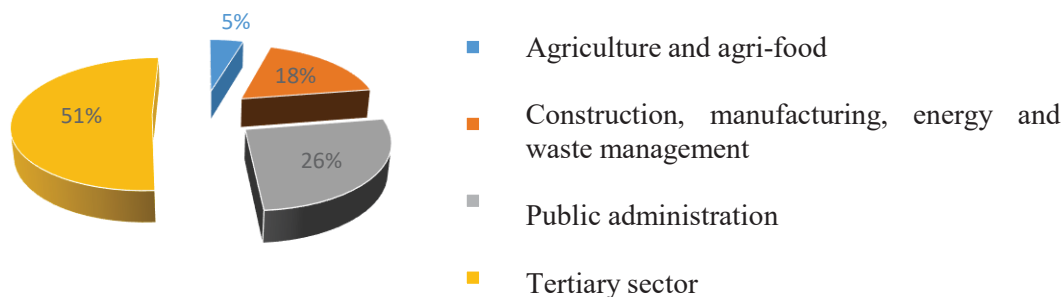 5%
Agriculture and agri-food
18%
51%
Construction, manufacturing, energy and
waste management
26%
Public administration
Tertiary sector